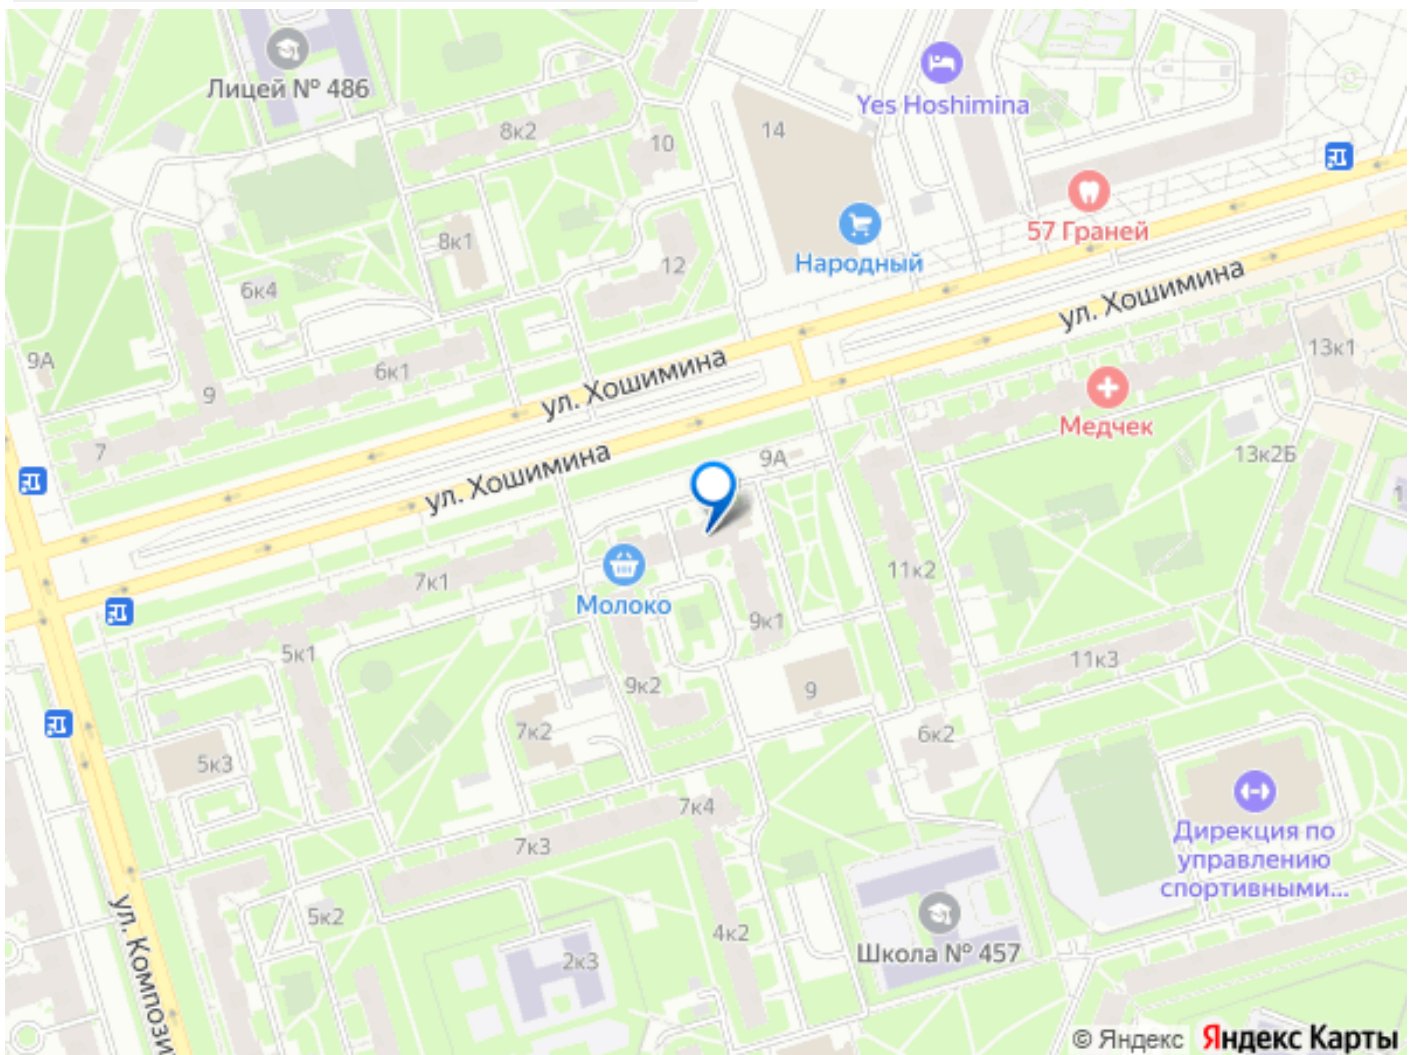 Лицей № 486
Yes Hoshimina
8к2
10
14
57 Граней
8к1
Народный
12
6к4
ул. Хошимина
13к1
9А
6к1
ул. Хошимина
9
Медчек
7
9А
13к2Б
ул. Хошимина
7к1
11к2
Молоко
9к1
5к1
11к3
9к2
9
7к2
6к2
5к3
7к4
Дирекция по
управлению
спортивными...
7к3
5к2
4к2
Школа № 457
2к3
ул. Компози
© Яндекс Яндекс Карты